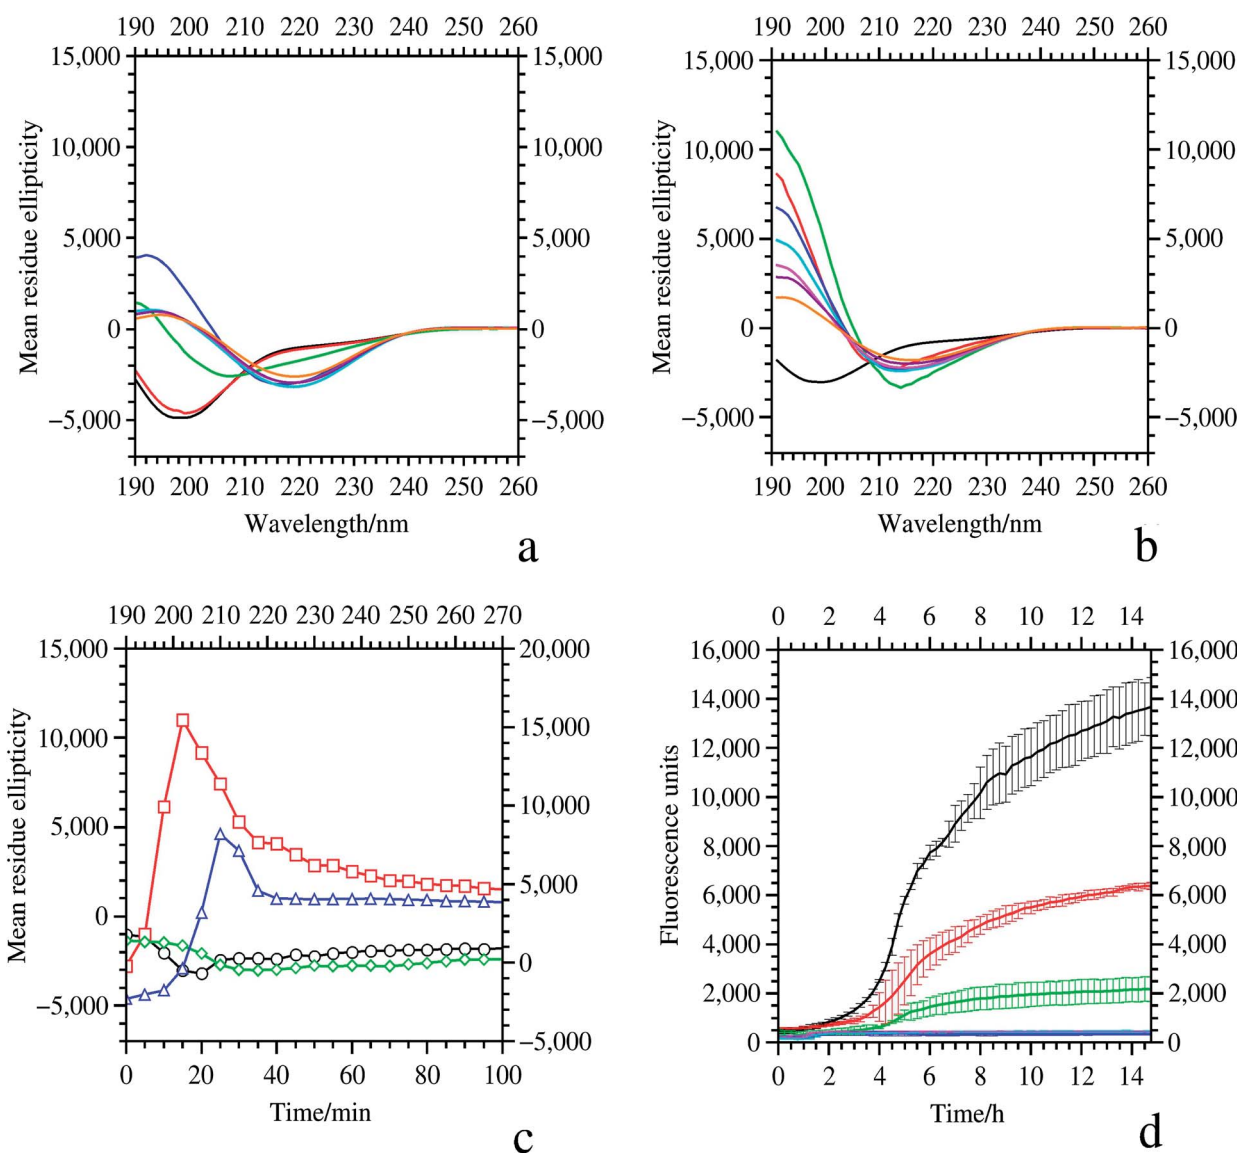 190 200 210 220 230 240 250 260
15,000 15,000
10,000 10,000
5,000 5,000
0 0
−5,000 −5,000
190 200 210 220 230 240 250 260
Mean residue ellipticity
Wavelength/nm
a
190 200 210 220 230 240 250 260
15,000 15,000
10,000 10,000
5,000 5,000
0 0
−5,000 −5,000
190 200 210 220 230 240 250 260
Mean residue ellipticity
Wavelength/nm
b
190 200 210 220 230 240 250 260 270
15,000 20,000
15,000
10,000
10,000
5,000
5,000
0
0
−5,000
−5,000
0 20 40 60 80 100
Mean residue ellipticity
Time/min
c
0 2 4 6 8 10 12 14
16,000 16,000
14,000 14,000
12,000 12,000
10,000 10,000
8,000 8,000
6,000 6,000
4,000 4,000
2,000 2,000
0 0
0 2 4 6 8 10 12 14
Fluorescence units
Time/h
d